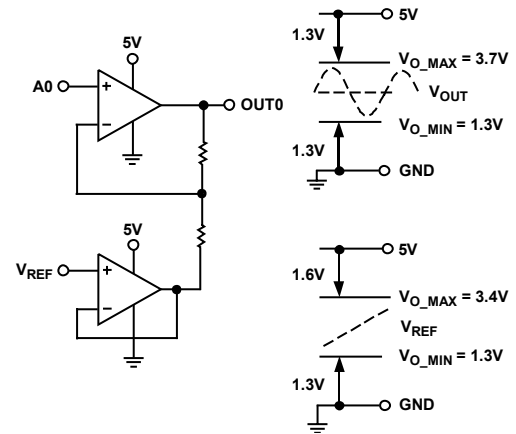 5V
A0
+
−
OUT0
5V
VREF
+
−
5V
1.3V
VO_MAX = 3.7V
VOUT
VO_MIN = 1.3V
1.3V
GND
5V
1.6V
VO_MAX = 3.4V
VREF
VO_MIN = 1.3V
1.3V
GND